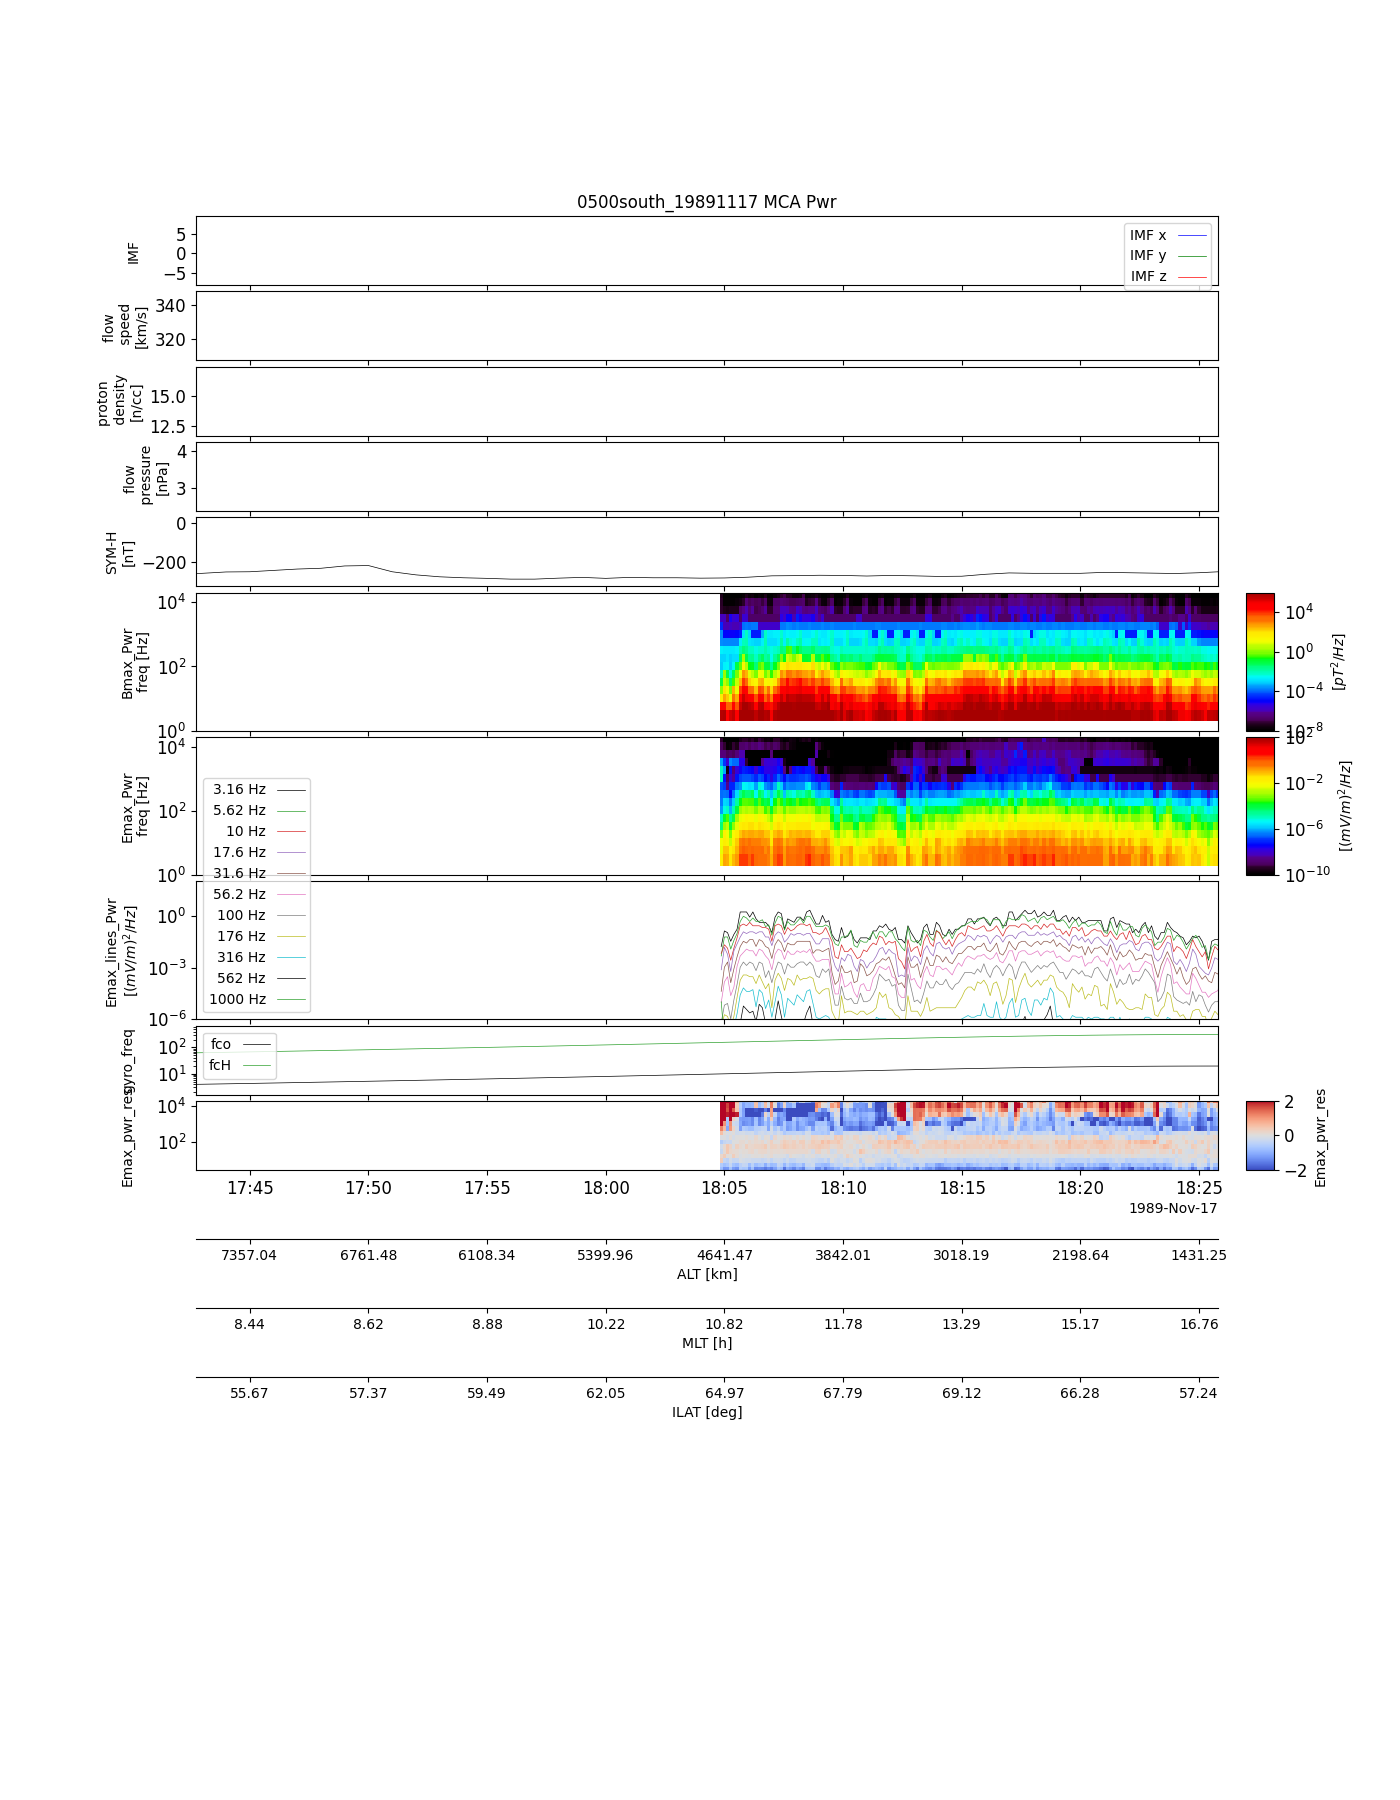 0500south_19891117 MCA Pwr
IMF
5
0
−5
IMF x
IMF y
IMF z
flow
speed
[km/s]
340
320
proton
density
[n/cc]
15.0
12.5
flow
pressure
[nPa]
4
3
SYM-H
[nT]
0
−200
Bmax_Pwr
freq [Hz]
10^4
10^2
10^0
10^4
10^0
10^−4
10^−8
[pT^2/Hz]
Emax_Pwr
freq [Hz]
10^4
10^2
10^0
10^2
10^−2
10^−6
10^−10
[(mV/m)^2/Hz]
3.16 Hz
5.62 Hz
10 Hz
17.6 Hz
31.6 Hz
56.2 Hz
100 Hz
176 Hz
316 Hz
562 Hz
1000 Hz
Emax_lines_Pwr
[(mV/m)^2/Hz]
10^0
10^−3
10^−6
gyro_freq
10^2
10^1
fco
fcH
Emax_pwr_res
10^4
10^2
2
0
−2
Emax_pwr_res
17:45 17:50 17:55 18:00 18:05 18:10 18:15 18:20 18:25
1989-Nov-17
7357.04 6761.48 6108.34 5399.96 4641.47 3842.01 3018.19 2198.64 1431.25
ALT [km]
8.44 8.62 8.88 10.22 10.82 11.78 13.29 15.17 16.76
MLT [h]
55.67 57.37 59.49 62.05 64.97 67.79 69.12 66.28 57.24
ILAT [deg]